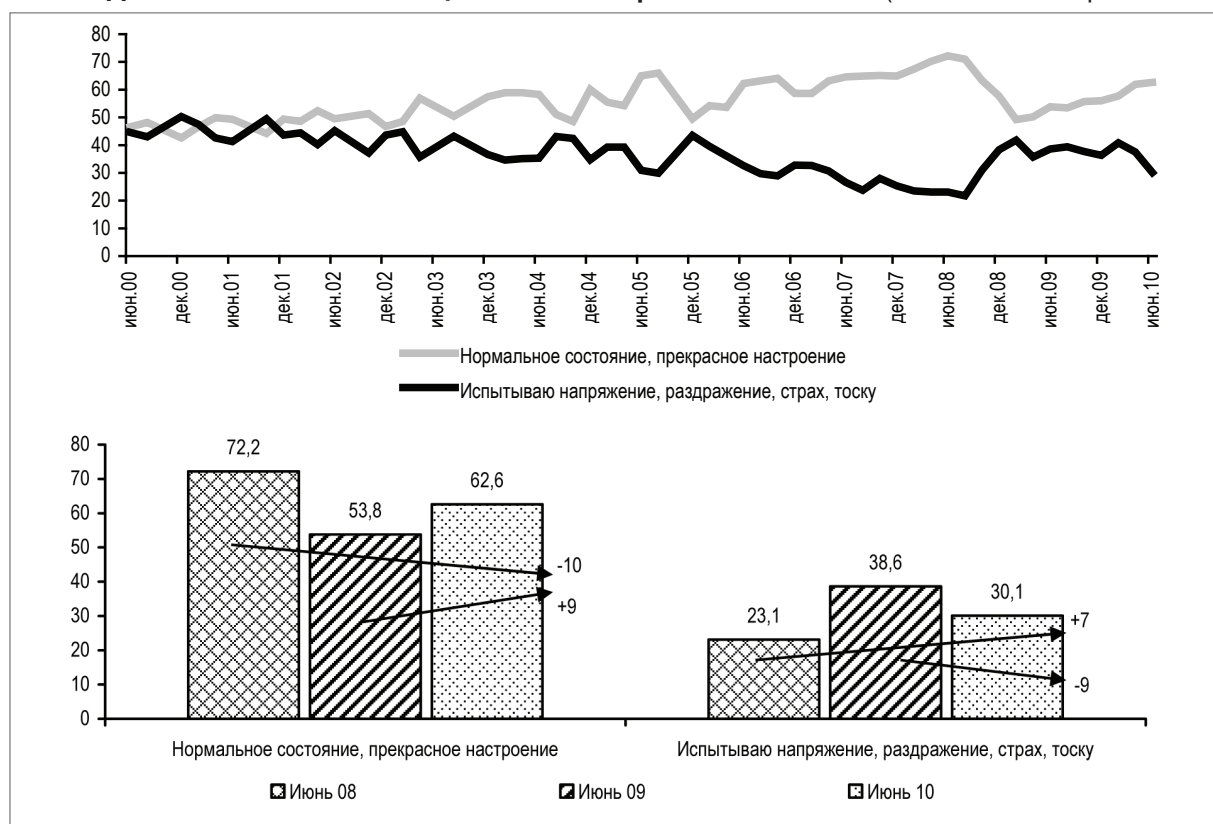 80
70
60
50
40
30
20
10
0
июн.00
дек.00
июн.01
дек.01
июн.02
дек.02
июн.03
дек.03
июн.04
дек.04
июн.05
дек.05
июн.06
дек.06
июн.07
дек.07
июн.08
дек.08
июн.09
дек.09
июн.10
Нормальное состояние, прекрасное настроение
Испытываю напряжение, раздражение, страх, тоску
80
70
60
50
40
30
20
10
0
72,2
53,8
62,6
-10
+9
23,1
38,6
30,1
+7
-9
Нормальное состояние, прекрасное настроение
Испытываю напряжение, раздражение, страх, тоску
Июнь 08
Июнь 09
Июнь 10